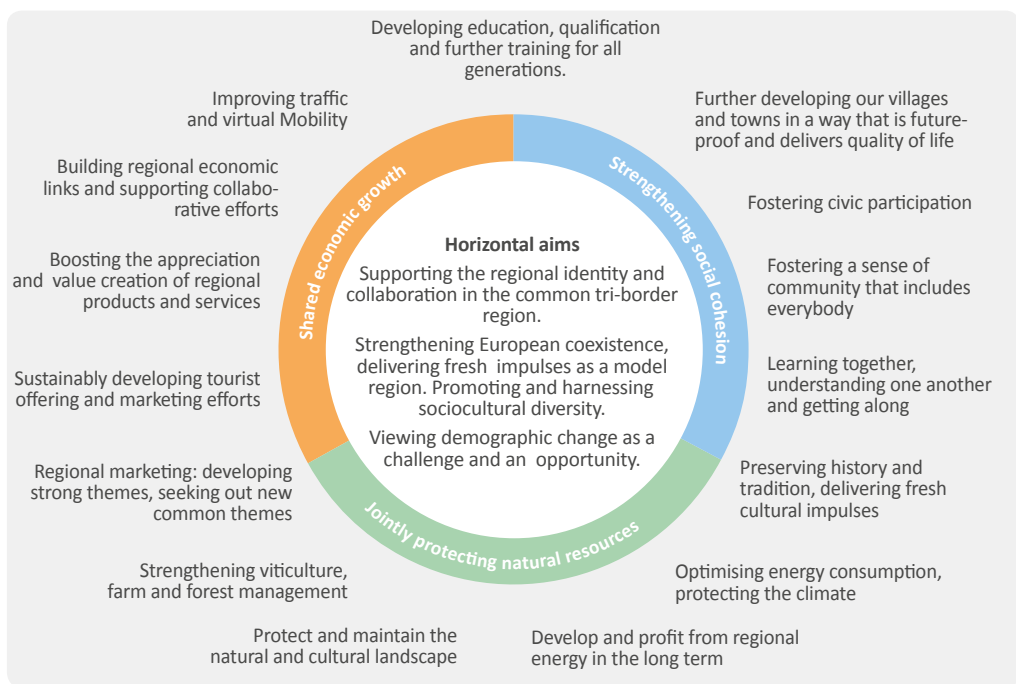 Developing education, qualification
and further training for all
generations.
Improving traffic
and virtual Mobility
Further developing our villages
and towns in a way that is future-
proof and delivers quality of life
Building regional economic
links and supporting collabo-
rative efforts
Fostering civic participation
Boosting the appreciation
and value creation of regional
products and services
Fostering a sense of
community that includes
everybody
Sustainably developing tourist
offering and marketing efforts
Learning together,
understanding one another
and getting along
Regional marketing: developing
strong themes, seeking out new
common themes
Preserving history and
tradition, delivering fresh
cultural impulses
Strengthening viticulture,
farm and forest management
Optimising energy consumption,
protecting the climate
Protect and maintain the
natural and cultural landscape
Develop and profit from regional
energy in the long term
Shared economic growth
Strengthening social cohesion
Jointly protecting natural resources
Horizontal aims
Supporting the regional identity and
collaboration in the common tri-border
region.
Strengthening European coexistence,
delivering fresh impulses as a model
region. Promoting and harnessing
sociocultural diversity.
Viewing demographic change as a
challenge and an opportunity.